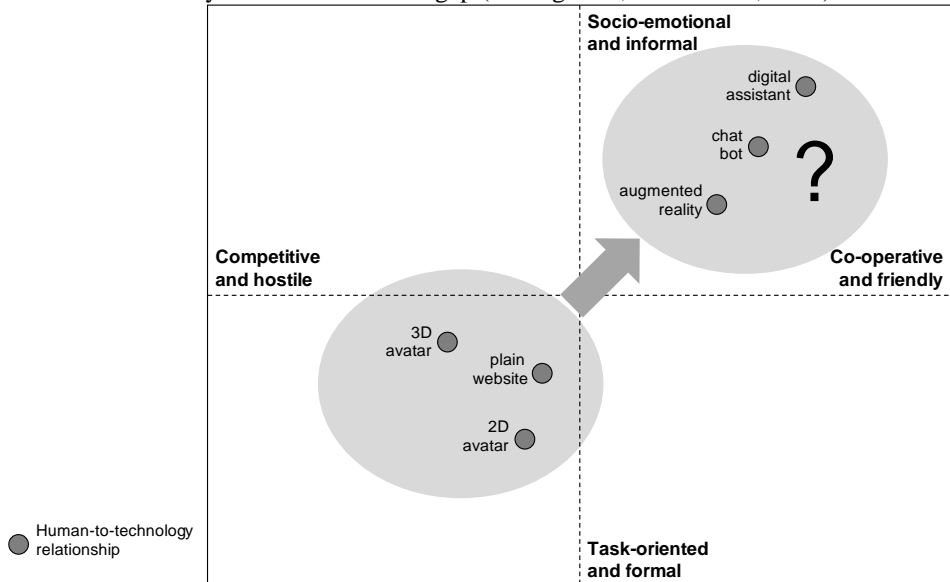 Socio-emotional
and informal
digital
assistant
chat
bot
?
augmented
reality
Competitive
and hostile
Co-operative
and friendly
3D
avatar
plain
website
2D
avatar
Human-to-technology
relationship
Task-oriented
and formal